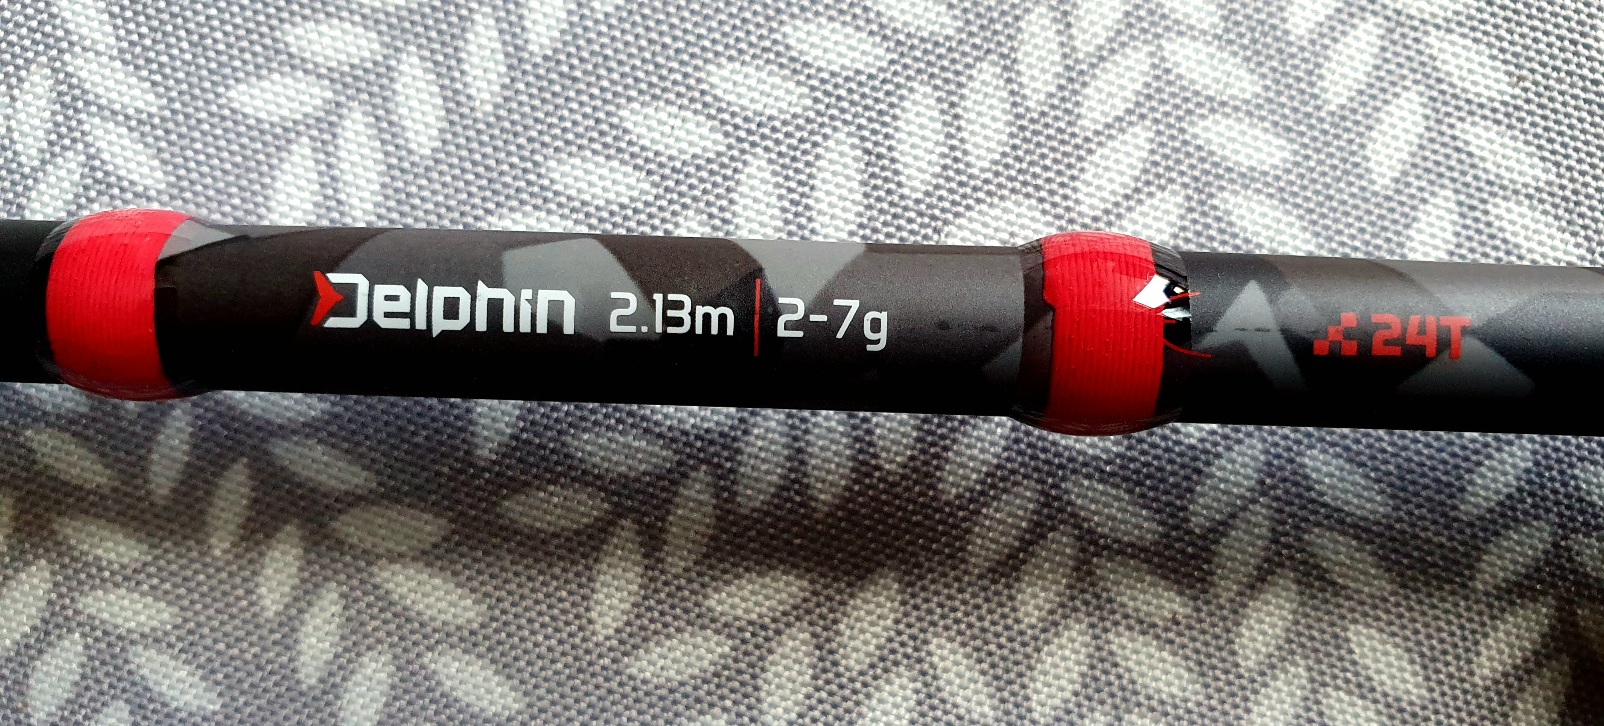 Delphin 2.13m | 2-7g 24T